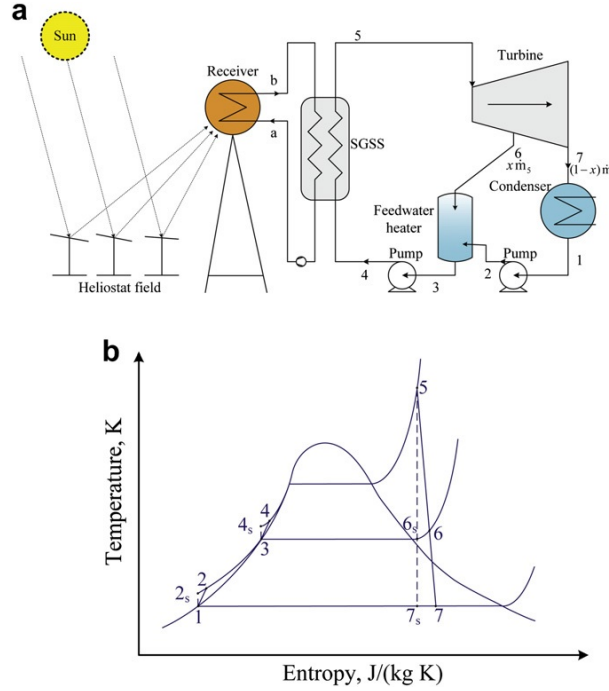 a
Sun
Receiver
b
a
Heliostat field
5
SGSS
Turbine
6
xṁ₅
7
(1−x)ṁ
Condenser
Feedwater
heater
Pump
Pump
4
3
2
1
b
Temperature, K
5
4
4s
3
6s
6
2
2s
1
7s
7
Entropy, J/(kg K)